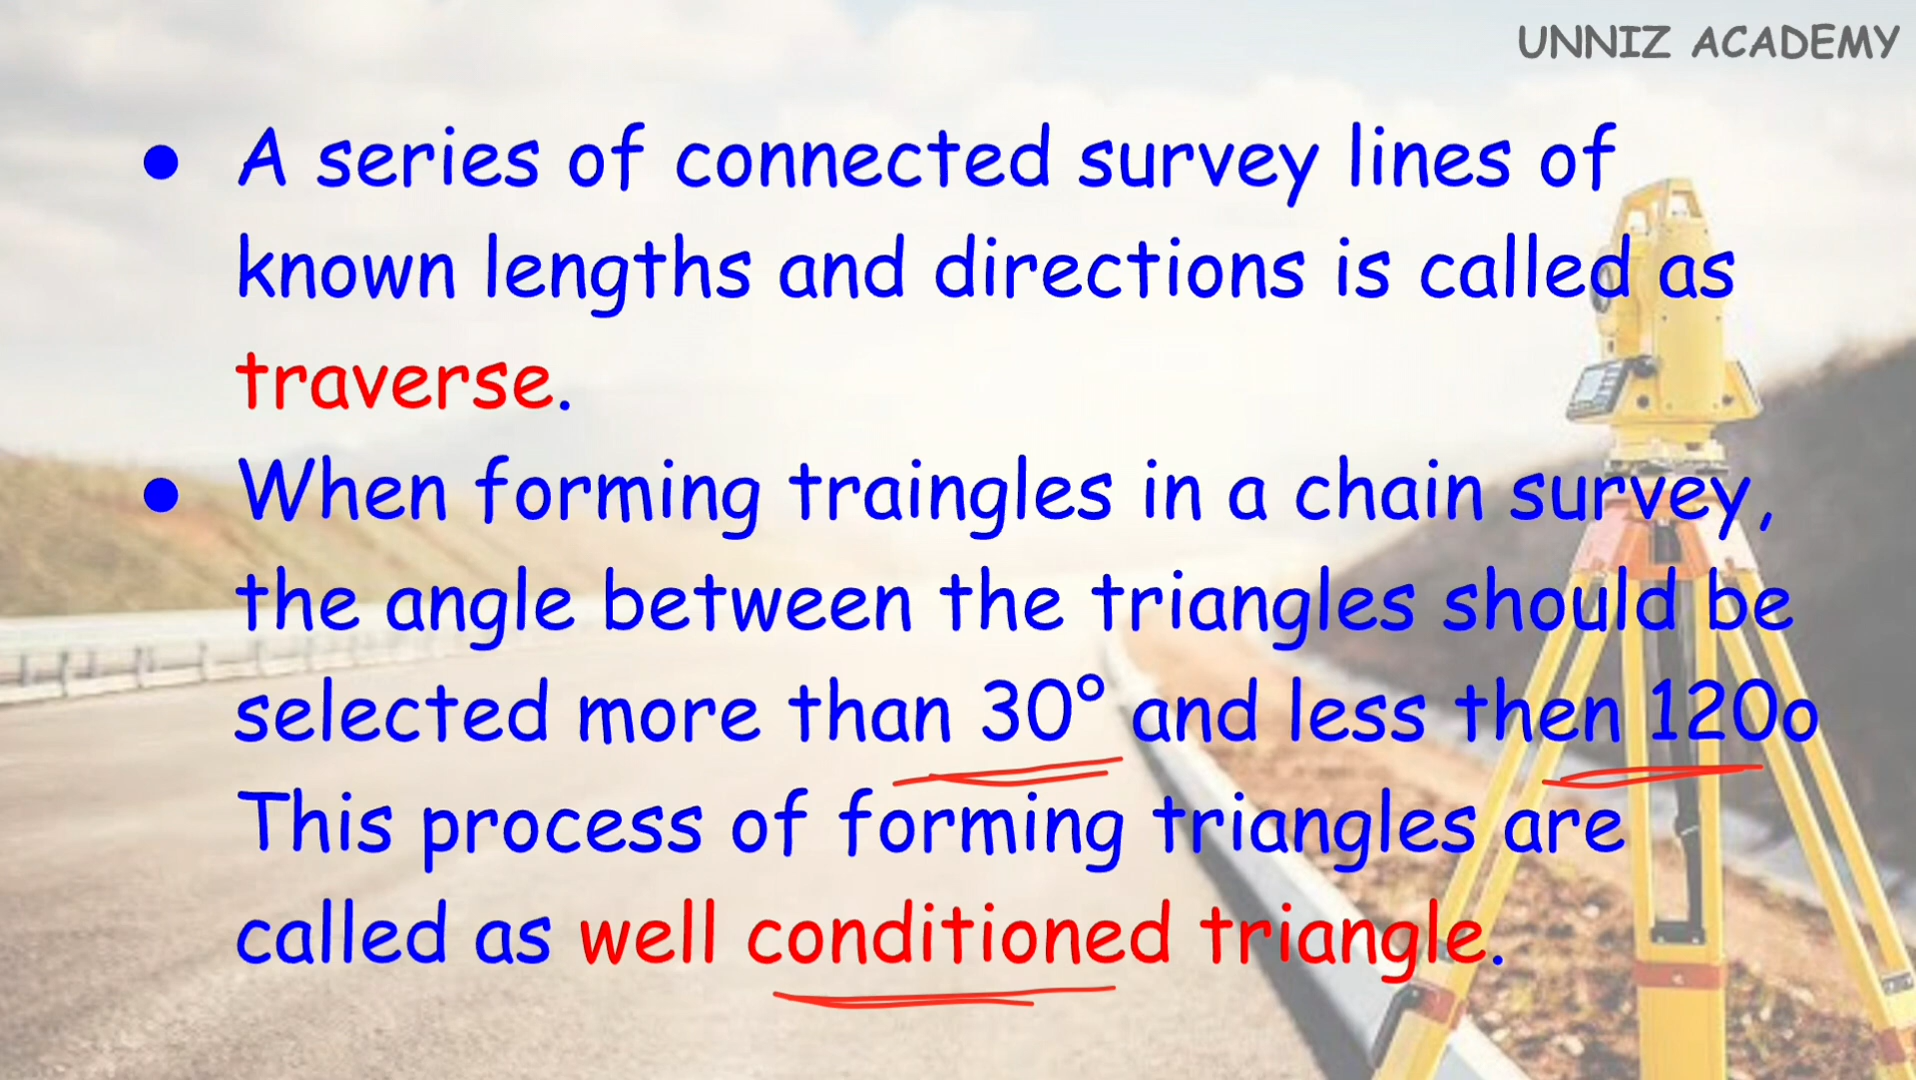 UNNIZ ACADEMY
● A series of connected survey lines of
known lengths and directions is called as
traverse.
● When forming traingles in a chain survey,
the angle between the triangles should be
selected more than 30° and less then 120o
This process of forming triangles are
called as well conditioned triangle.